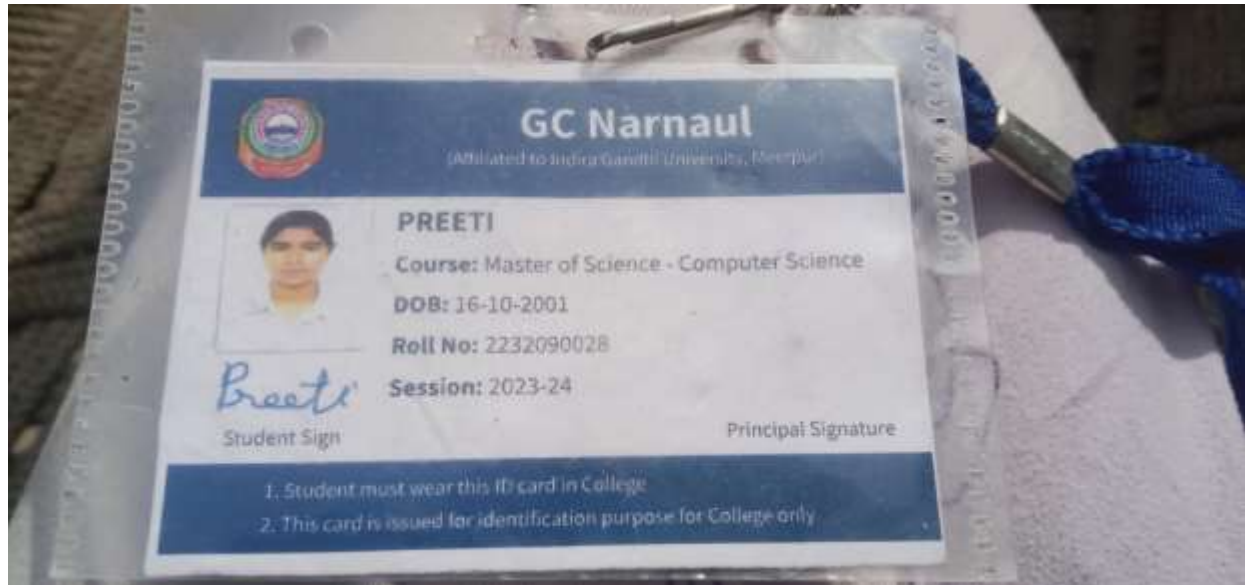 GC Narnaul
(Affiliated to Indira Gandhi University, Meerpur)
PREETI
Course: Master of Science - Computer Science
DOB: 16-10-2001
Roll No: 2232090028
Session: 2023-24
Preeti
Student Sign
Principal Signature
1. Student must wear this ID card in College
2. This card is issued for identification purpose for College only